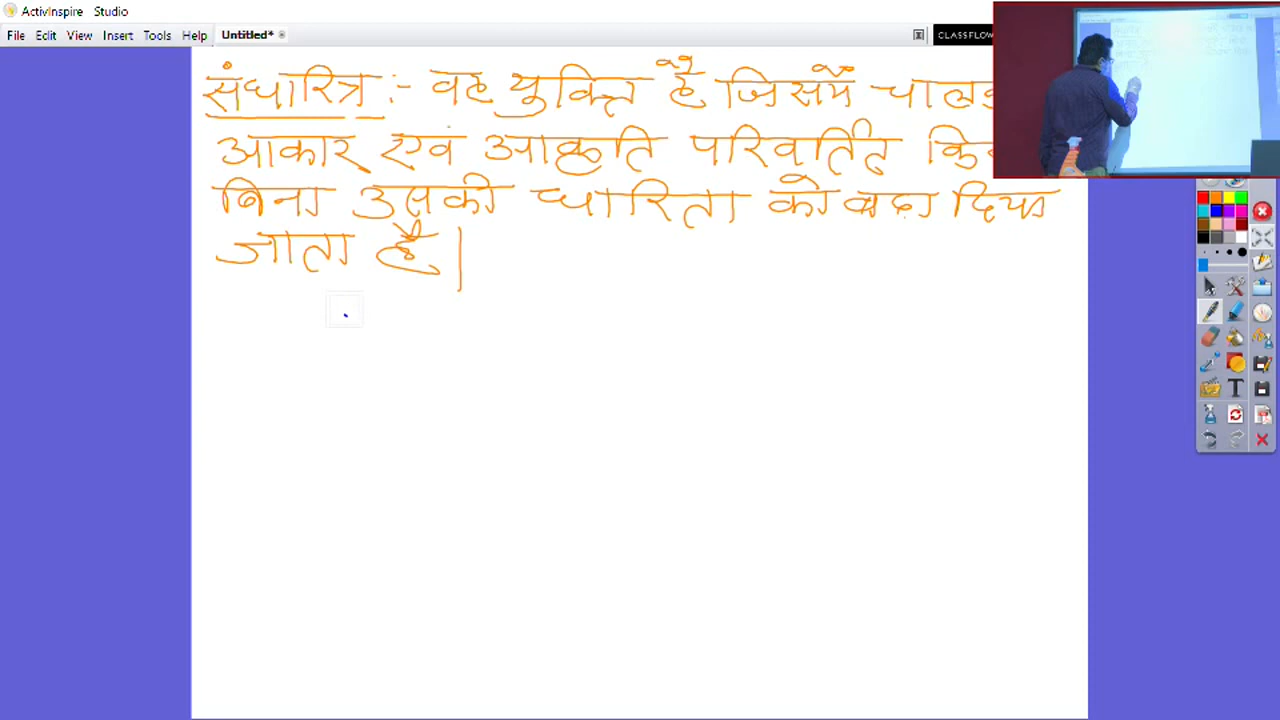 ActivInspire Studio
File Edit View Insert Tools Help Untitled*
CLASSFLOW
संधारित्र :- वह युक्ति है जिसमें
आकार एवं आकृति परिवर्तित
बिना उसकी धारिता को बढा दिया
जाता है।